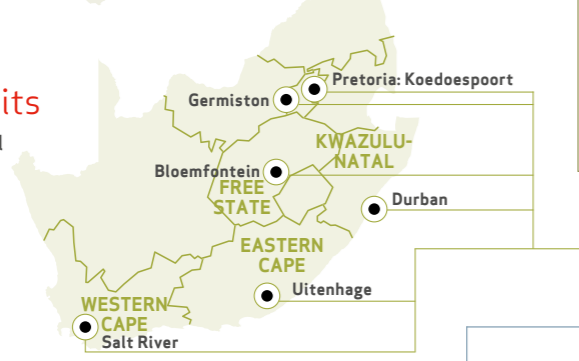 its
l
Pretoria: Koedoespoort
Germiston
KWAZULU-
NATAL
Bloemfontein
FREE
STATE
Durban
EASTERN
CAPE
Uitenhage
WESTERN
CAPE
Salt River